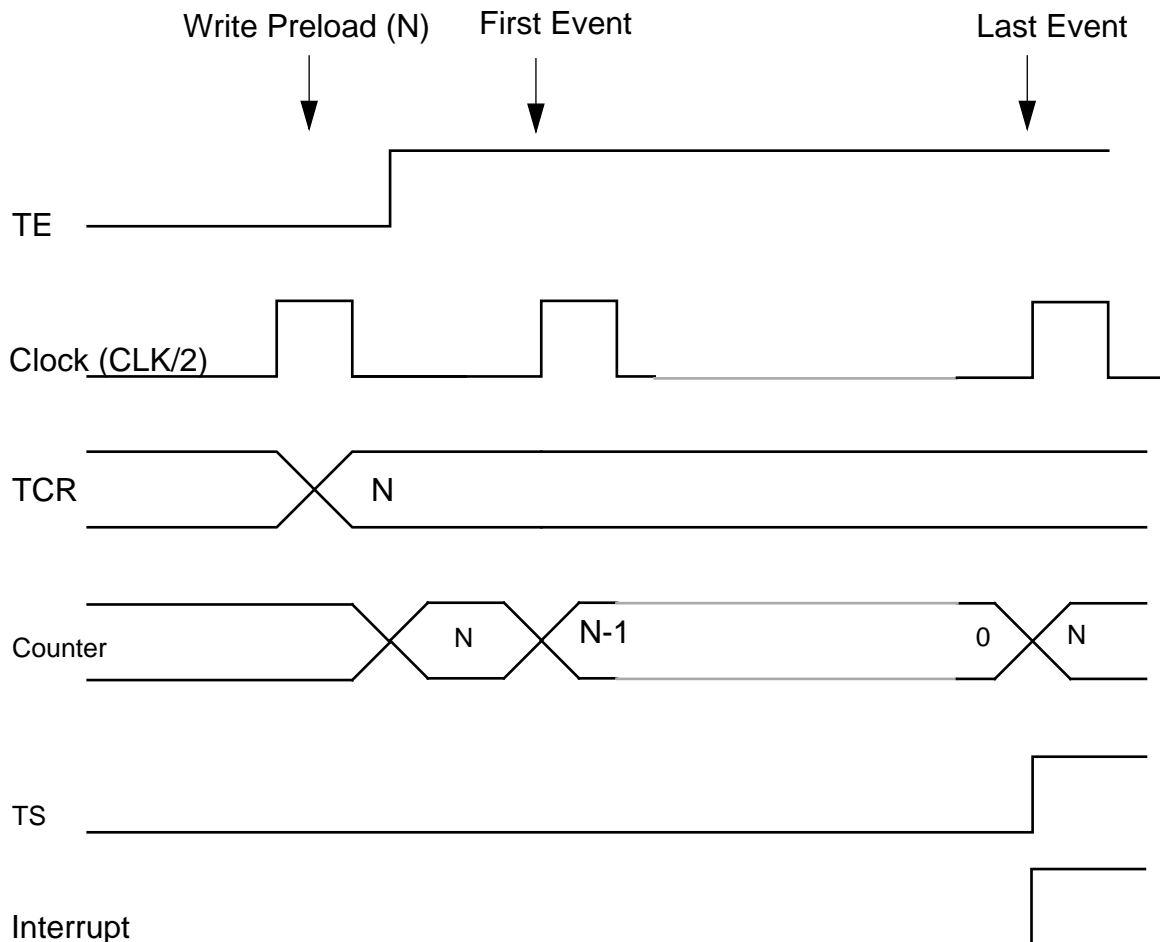 Write Preload (N)
First Event
Last Event
TE
Clock (CLK/2)
TCR
N
Counter
N
N-1
0
N
TS
Interrupt